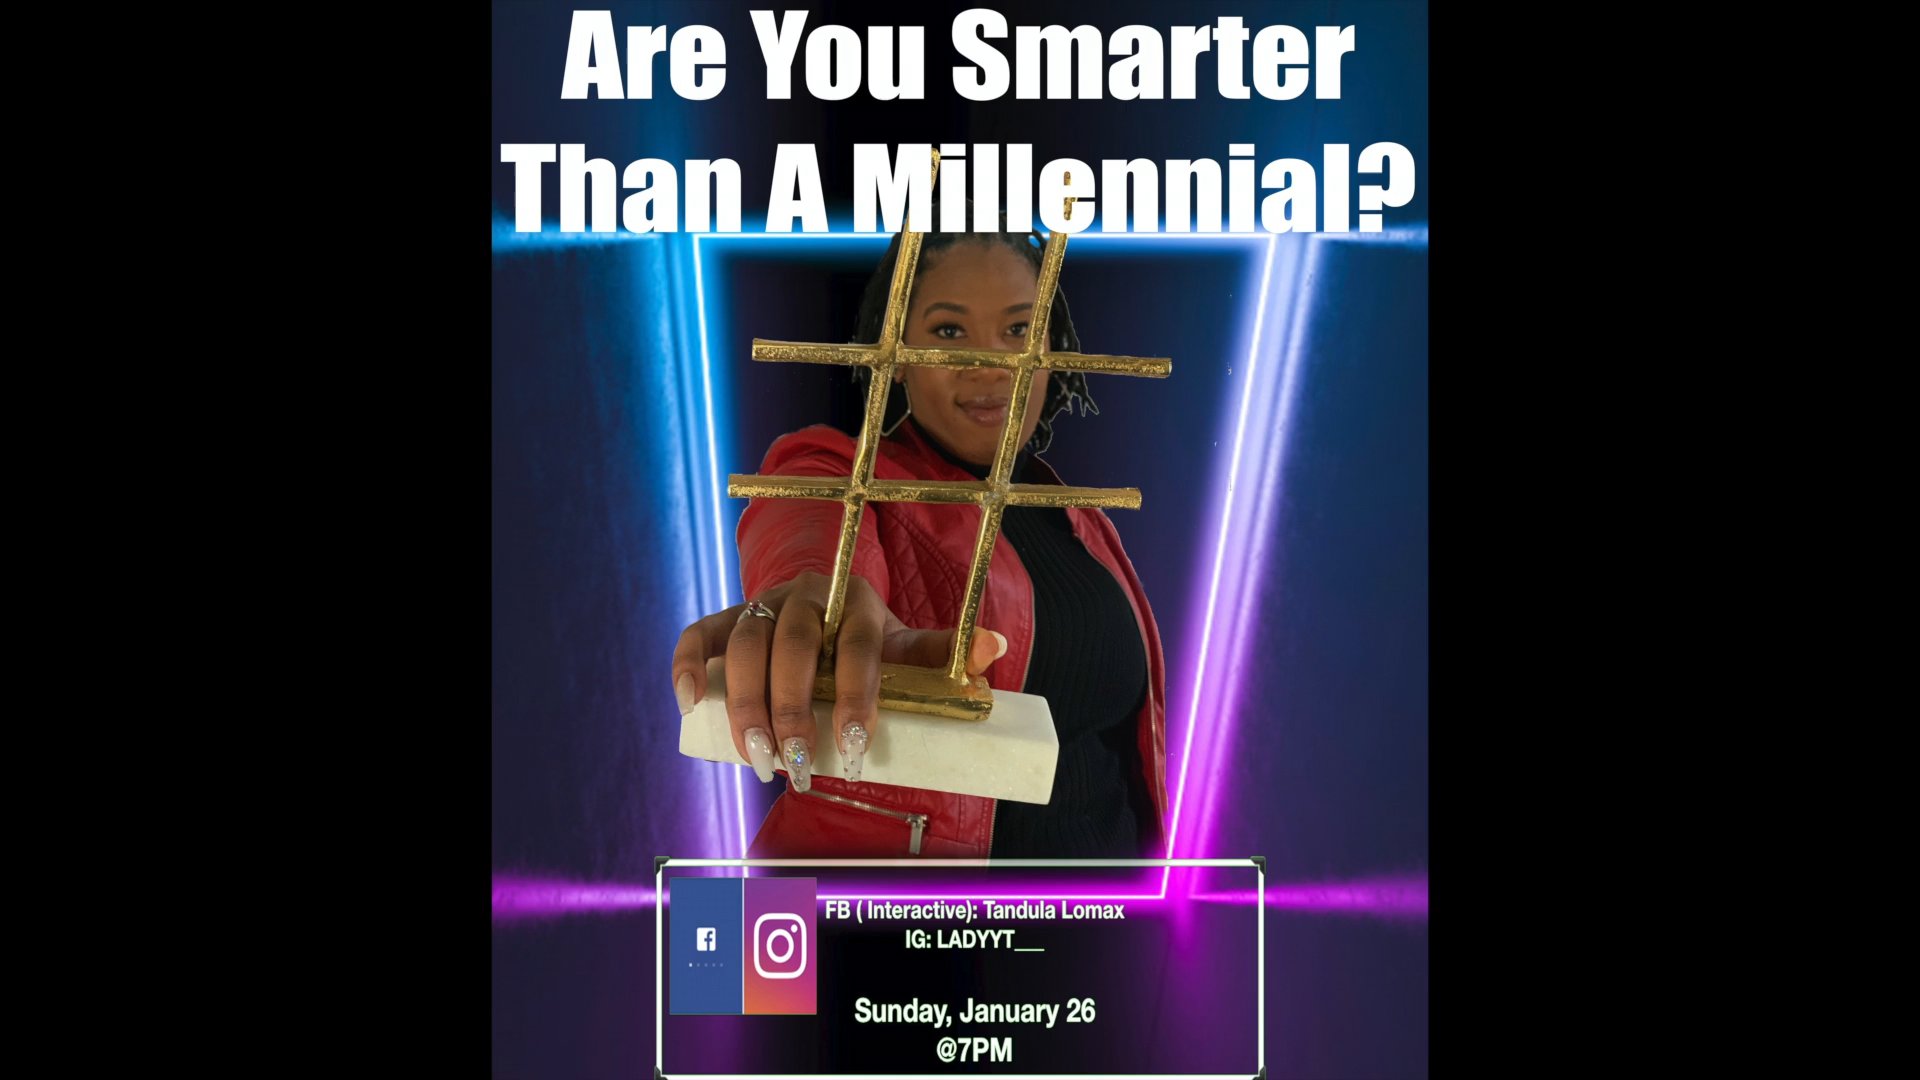 Are You Smarter
Than A Millennial?
FB ( Interactive): Tandula Lomax
IG: LADYYT___
Sunday, January 26
@7PM